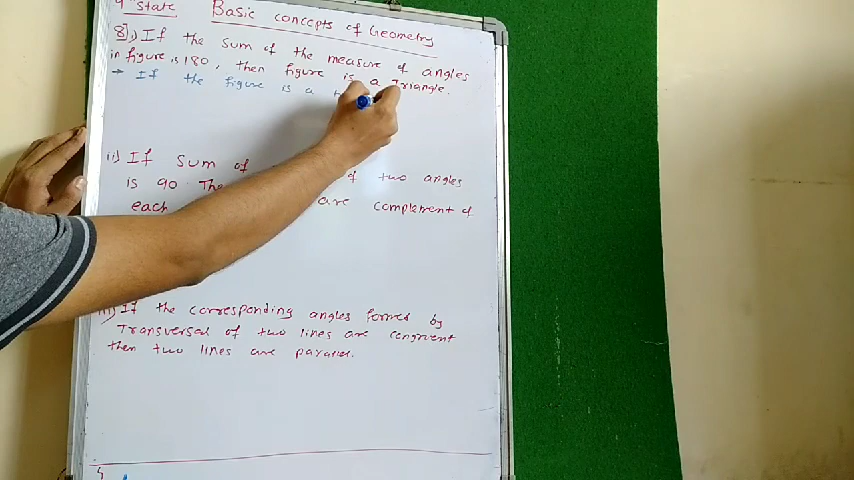 9th state Basic concepts of Geometry
8] i) If the sum of the measure of angles
in figure is 180, then figure is a Triangle.
→ If the figure is a
ii) If sum of of two angles
is 90. The are complement of
each
iii) If the corresponding angles formed by
Transversal of two lines are congruent
then two lines are parallel.